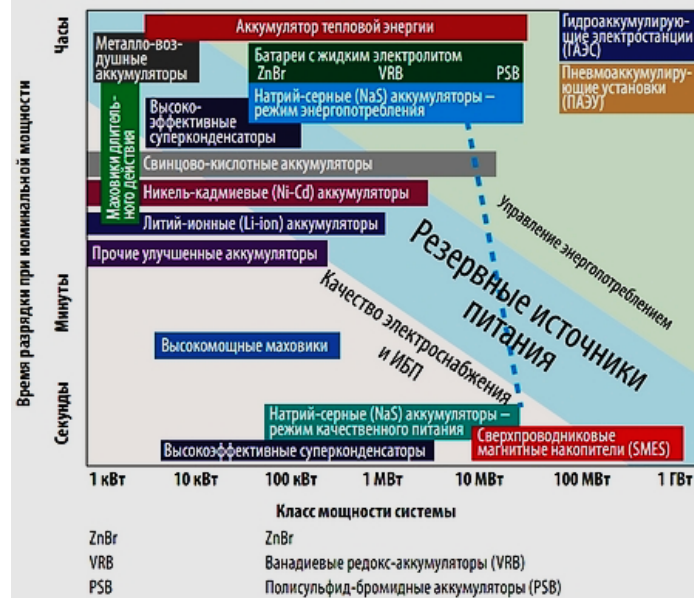 Время разрядки при номинальной мощности
Часы
Минуты
Секунды
Аккумулятор тепловой энергии
Гидроаккумулирую-
щие электростанции
(ГАЭС)
Металло-воз-
душные
аккумуляторы
Батареи с жидким электролитом
ZnBr VRB PSB
Пневмоаккумулиру-
ющие установки
(ПАЭУ)
Маховики длитель-
ного действия
Высоко-
эффективные
суперконденсаторы
Натрий-серные (NaS) аккумуляторы –
режим энергопотребления
Свинцово-кислотные аккумуляторы
Никель-кадмиевые (Ni-Cd) аккумуляторы
Литий-ионные (Li-ion) аккумуляторы
Прочие улучшенные аккумуляторы
Управление энергопотреблением
Резервные источники
питания
Качество электроснабжения
и ИБП
Высокомощные маховики
Натрий-серные (NaS) аккумуляторы –
режим качественного питания
Высокоэффективные суперконденсаторы
Сверхпроводниковые
магнитные накопители (SMES)
1 кВт 10 кВт 100 кВт 1 МВт 10 МВт 100 МВт 1 ГВт
Класс мощности системы
ZnBr ZnBr
VRB Ванадиевые редокс-аккумуляторы (VRB)
PSB Полисульфид-бромидные аккумуляторы (PSB)